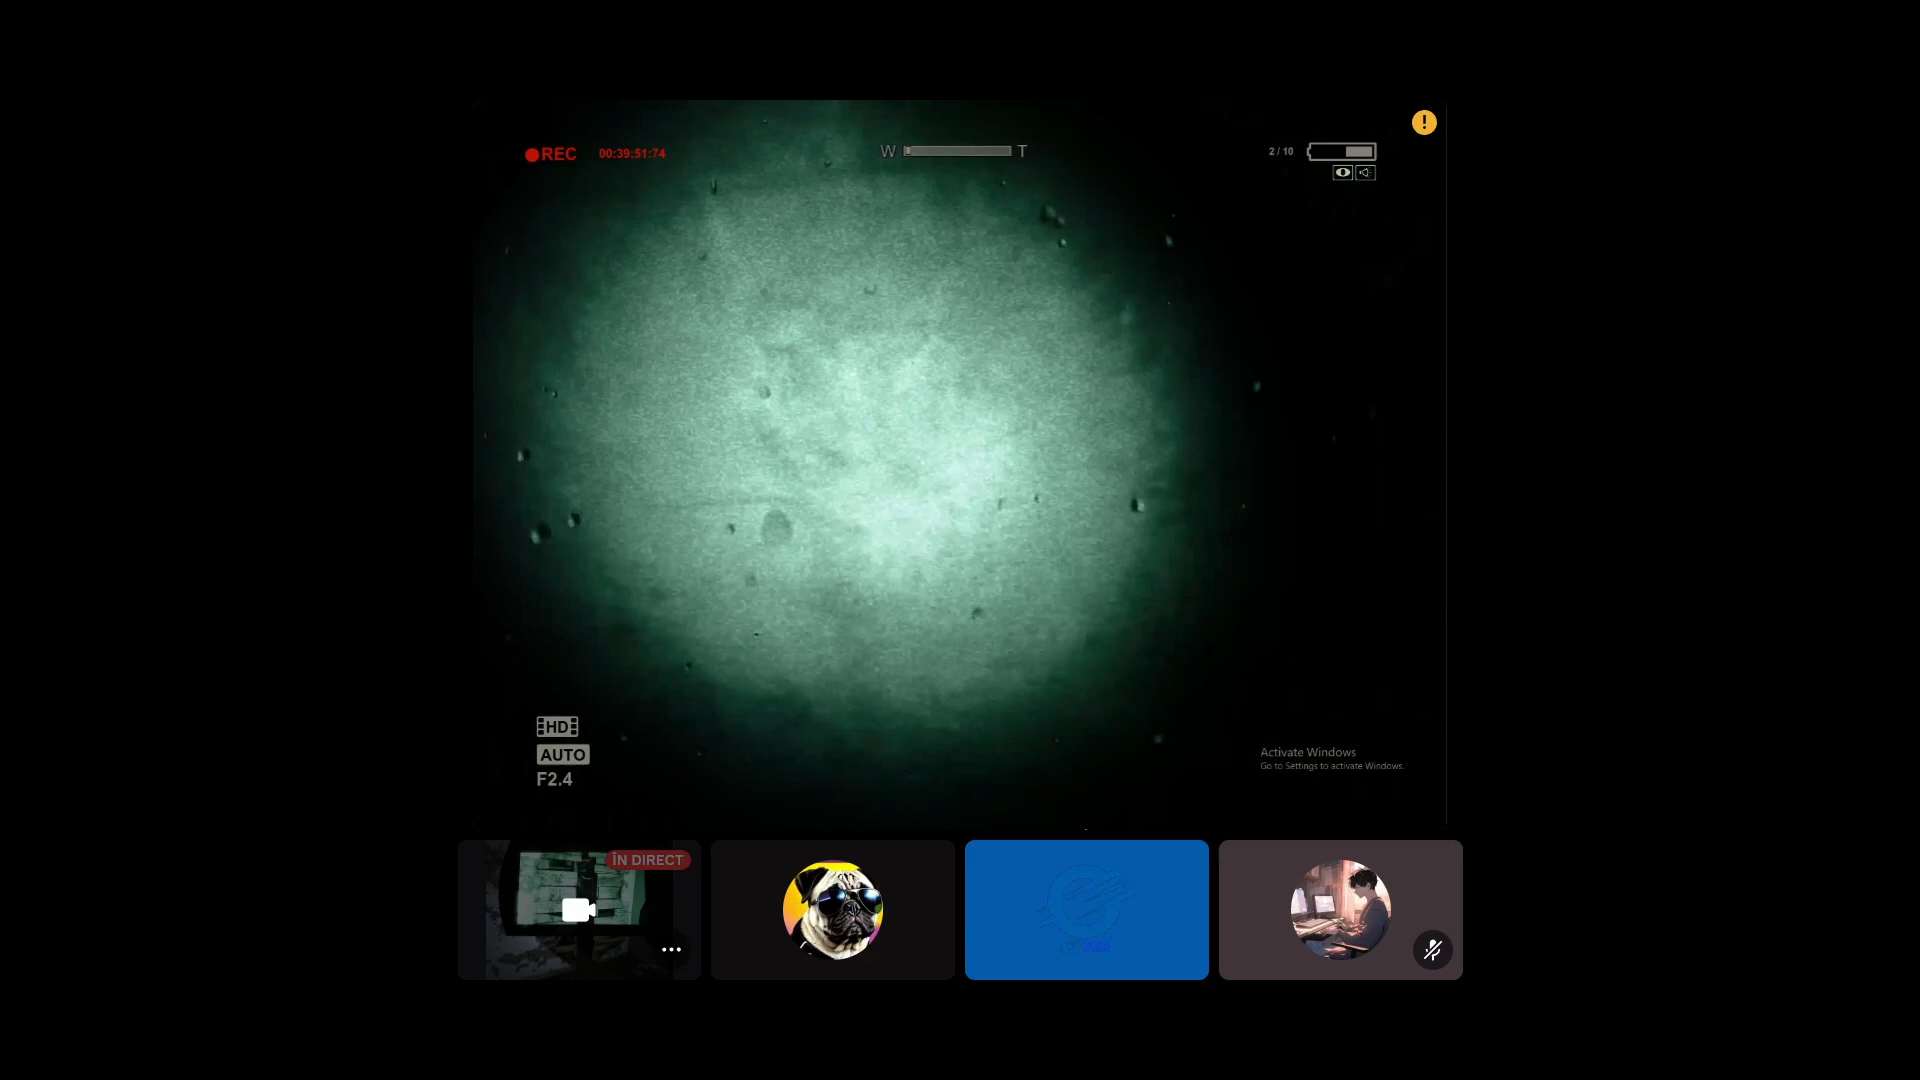 REC 00:39:51:74
W T
2 / 10
HD
AUTO
F2.4
Activate Windows
Go to Settings to activate Windows.
ÎN DIRECT